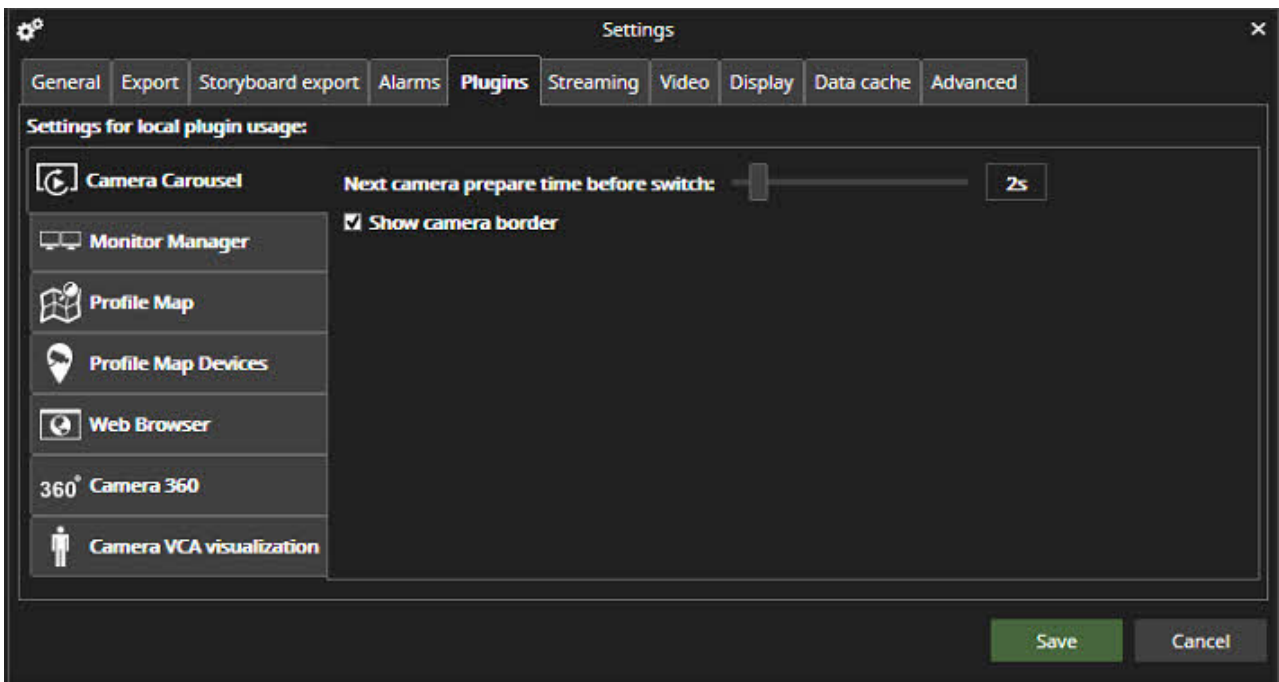 Settings
General Export Storyboard export Alarms Plugins Streaming Video Display Data cache Advanced
Settings for local plugin usage:
Camera Carousel
Next camera prepare time before switch: 2s
Show camera border
Monitor Manager
Profile Map
Profile Map Devices
Web Browser
360° Camera 360
Camera VCA visualization
Save Cancel